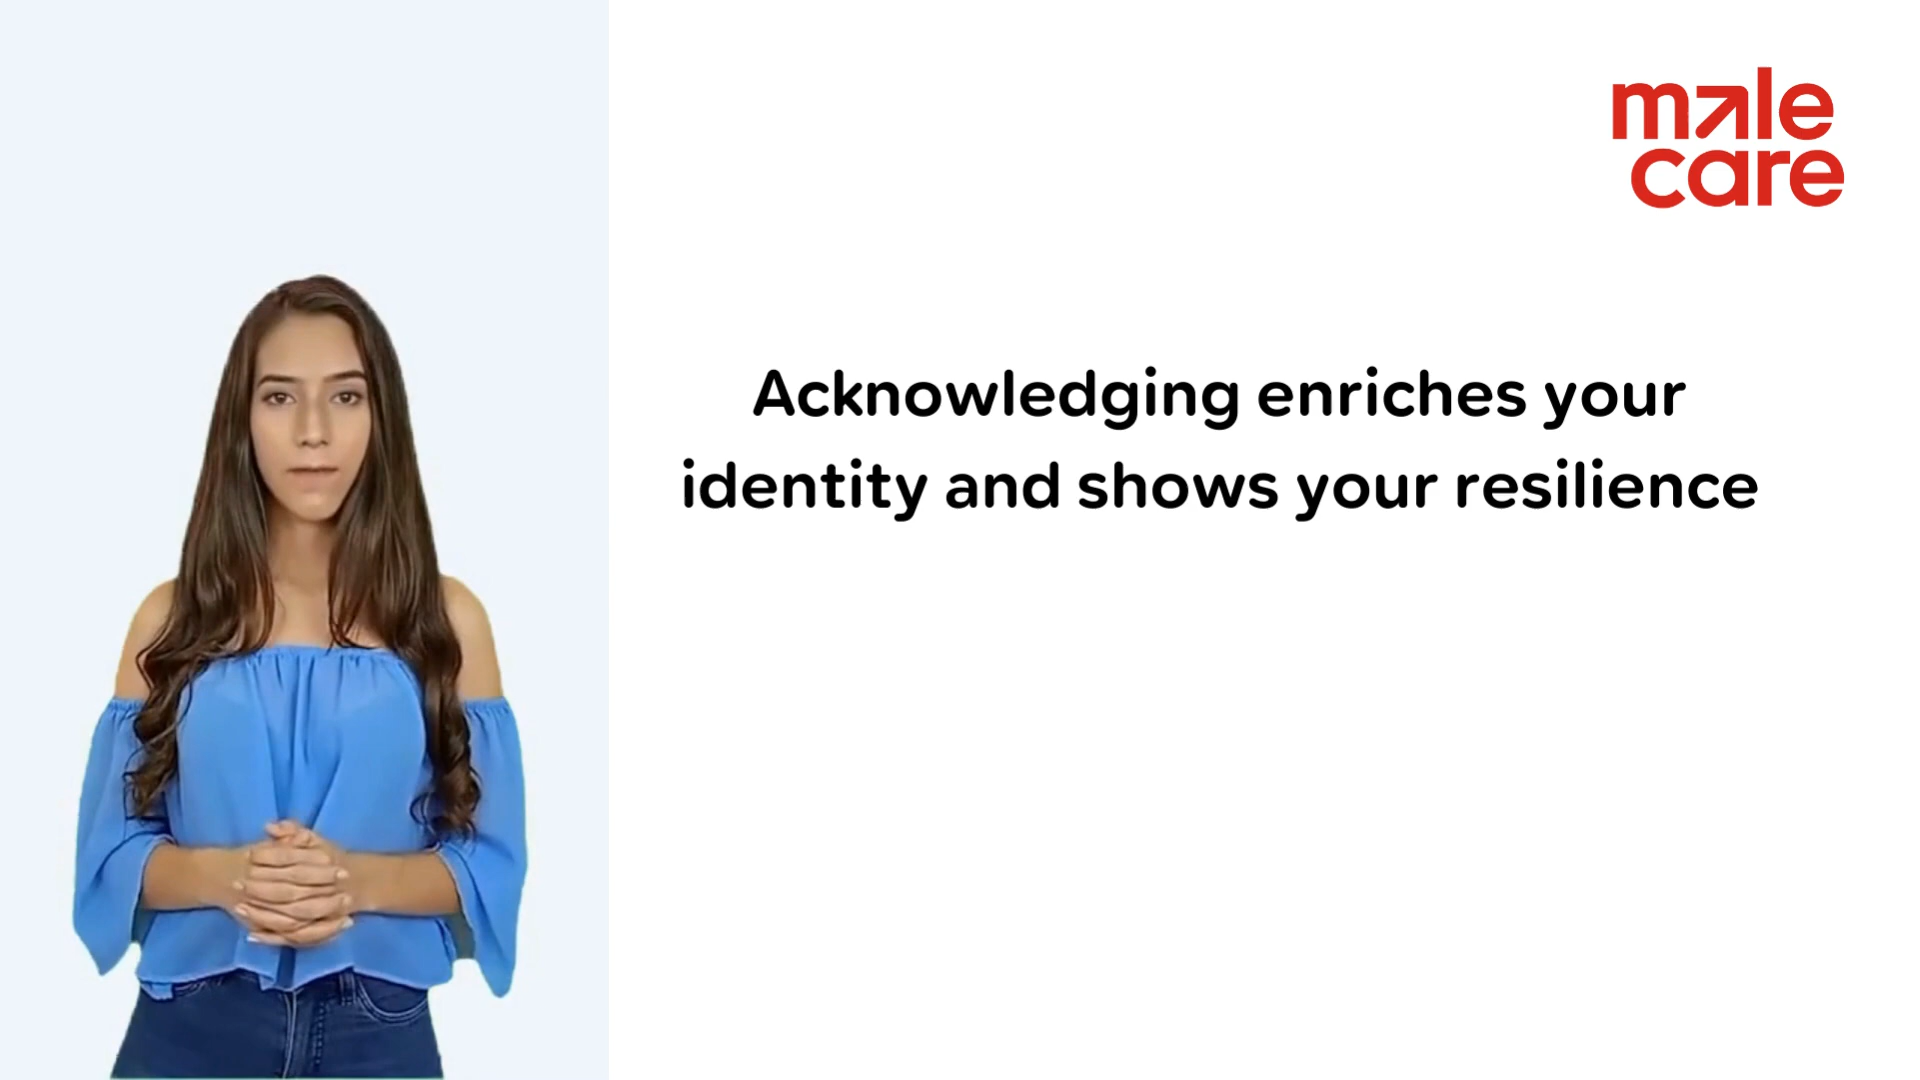 male
care
Acknowledging enriches your
identity and shows your resilience